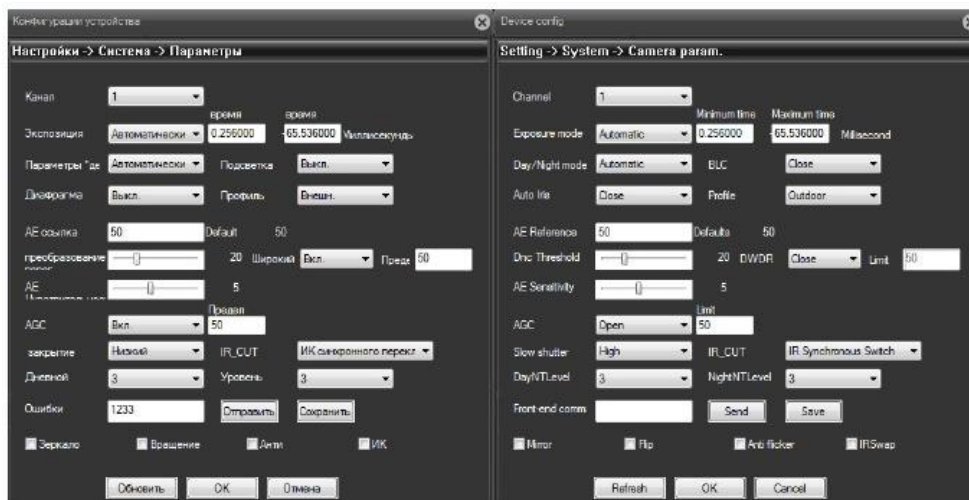 Конфигурации устройства
Настройки -> Система -> Параметры
Канал 1
время время
Экспозиция Автоматически 0.256000 -65.536000 Миллисекундь
Параметры "де Автоматически Подсветка Выкл.
Диафрагма Выкл. Профиль Внешн.
AE ссылка 50 Default 50
преобразование 20 Широкий Вкл. Преде 50
AE 5
Предел
AGC Вкл. 50
закрытие Низкий IR_CUT ИК синхронного перекл
Дневной 3 Уровень 3
Ошибки 1233 Отправить Сохранить
Зеркало Вращение Анти ИК
Обновить OK Отмена
Device config
Setting -> System -> Camera param.
Channel 1
Minimum time Maximum time
Exposure mode Automatic 0.256000 -65.536000 Millisecond
Day/Night mode Automatic BLC Close
Auto Iris Close Profile Outdoor
AE Reference 50 Defaults 50
Dnc Threshold 20 DWDR Close Limit 50
AE Sensitivity 5
Limit
AGC Open 50
Slow shutter High IR_CUT IR Synchronous Switch
DayNTLevel 3 NightNTLevel 3
Front-end comm Send Save
Mirror Flip Anti flicker IRSwap
Refresh OK Cancel